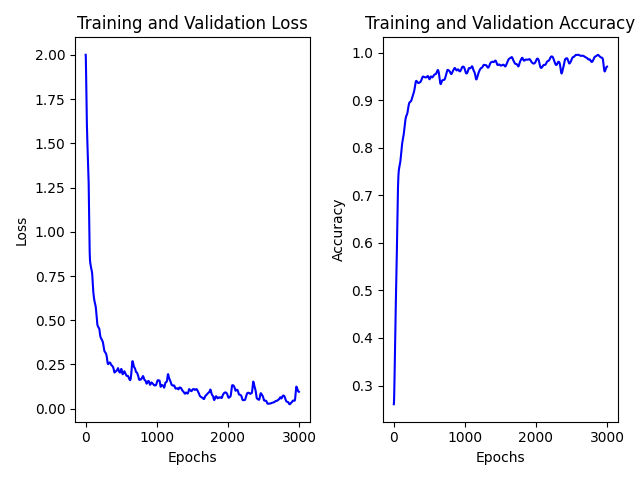 Training and Validation Loss
2.00
1.75
1.50
1.25
1.00
0.75
0.50
0.25
0.00
Loss
0 1000 2000 3000
Epochs
Training and Validation Accuracy
1.0
0.9
0.8
0.7
0.6
0.5
0.4
0.3
Accuracy
0 1000 2000 3000
Epochs